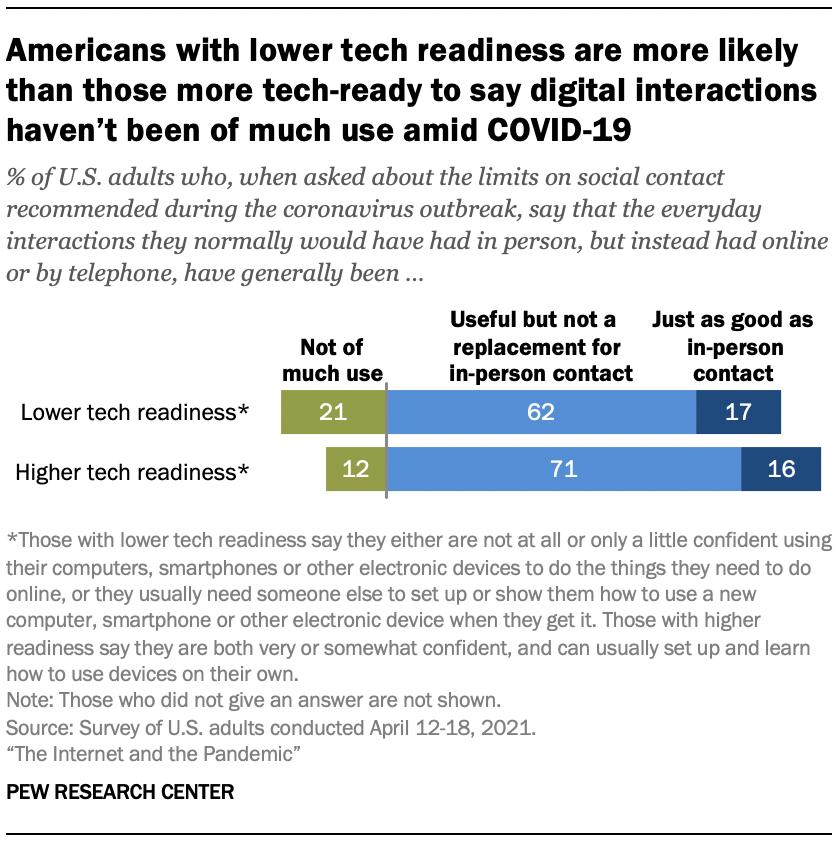 Americans with lower tech readiness are more likely
than those more tech-ready to say digital interactions
haven't been of much use amid COVID-19
% of U.S. adults who, when asked about the limits on social contact
recommended during the coronavirus outbreak, say that the everyday
interactions they normally would have had in person, but instead had online
or by telephone, have generally been ...
Not of
much use
Useful but not a
replacement for
in-person contact
Just as good as
in-person
contact
Lower tech readiness* 21 62 17
Higher tech readiness* 12 71 16
*Those with lower tech readiness say they either are not at all or only a little confident using
their computers, smartphones or other electronic devices to do the things they need to do
online, or they usually need someone else to set up or show them how to use a new
computer, smartphone or other electronic device when they get it. Those with higher
readiness say they are both very or somewhat confident, and can usually set up and learn
how to use devices on their own.
Note: Those who did not give an answer are not shown.
Source: Survey of U.S. adults conducted April 12-18, 2021.
“The Internet and the Pandemic”
PEW RESEARCH CENTER